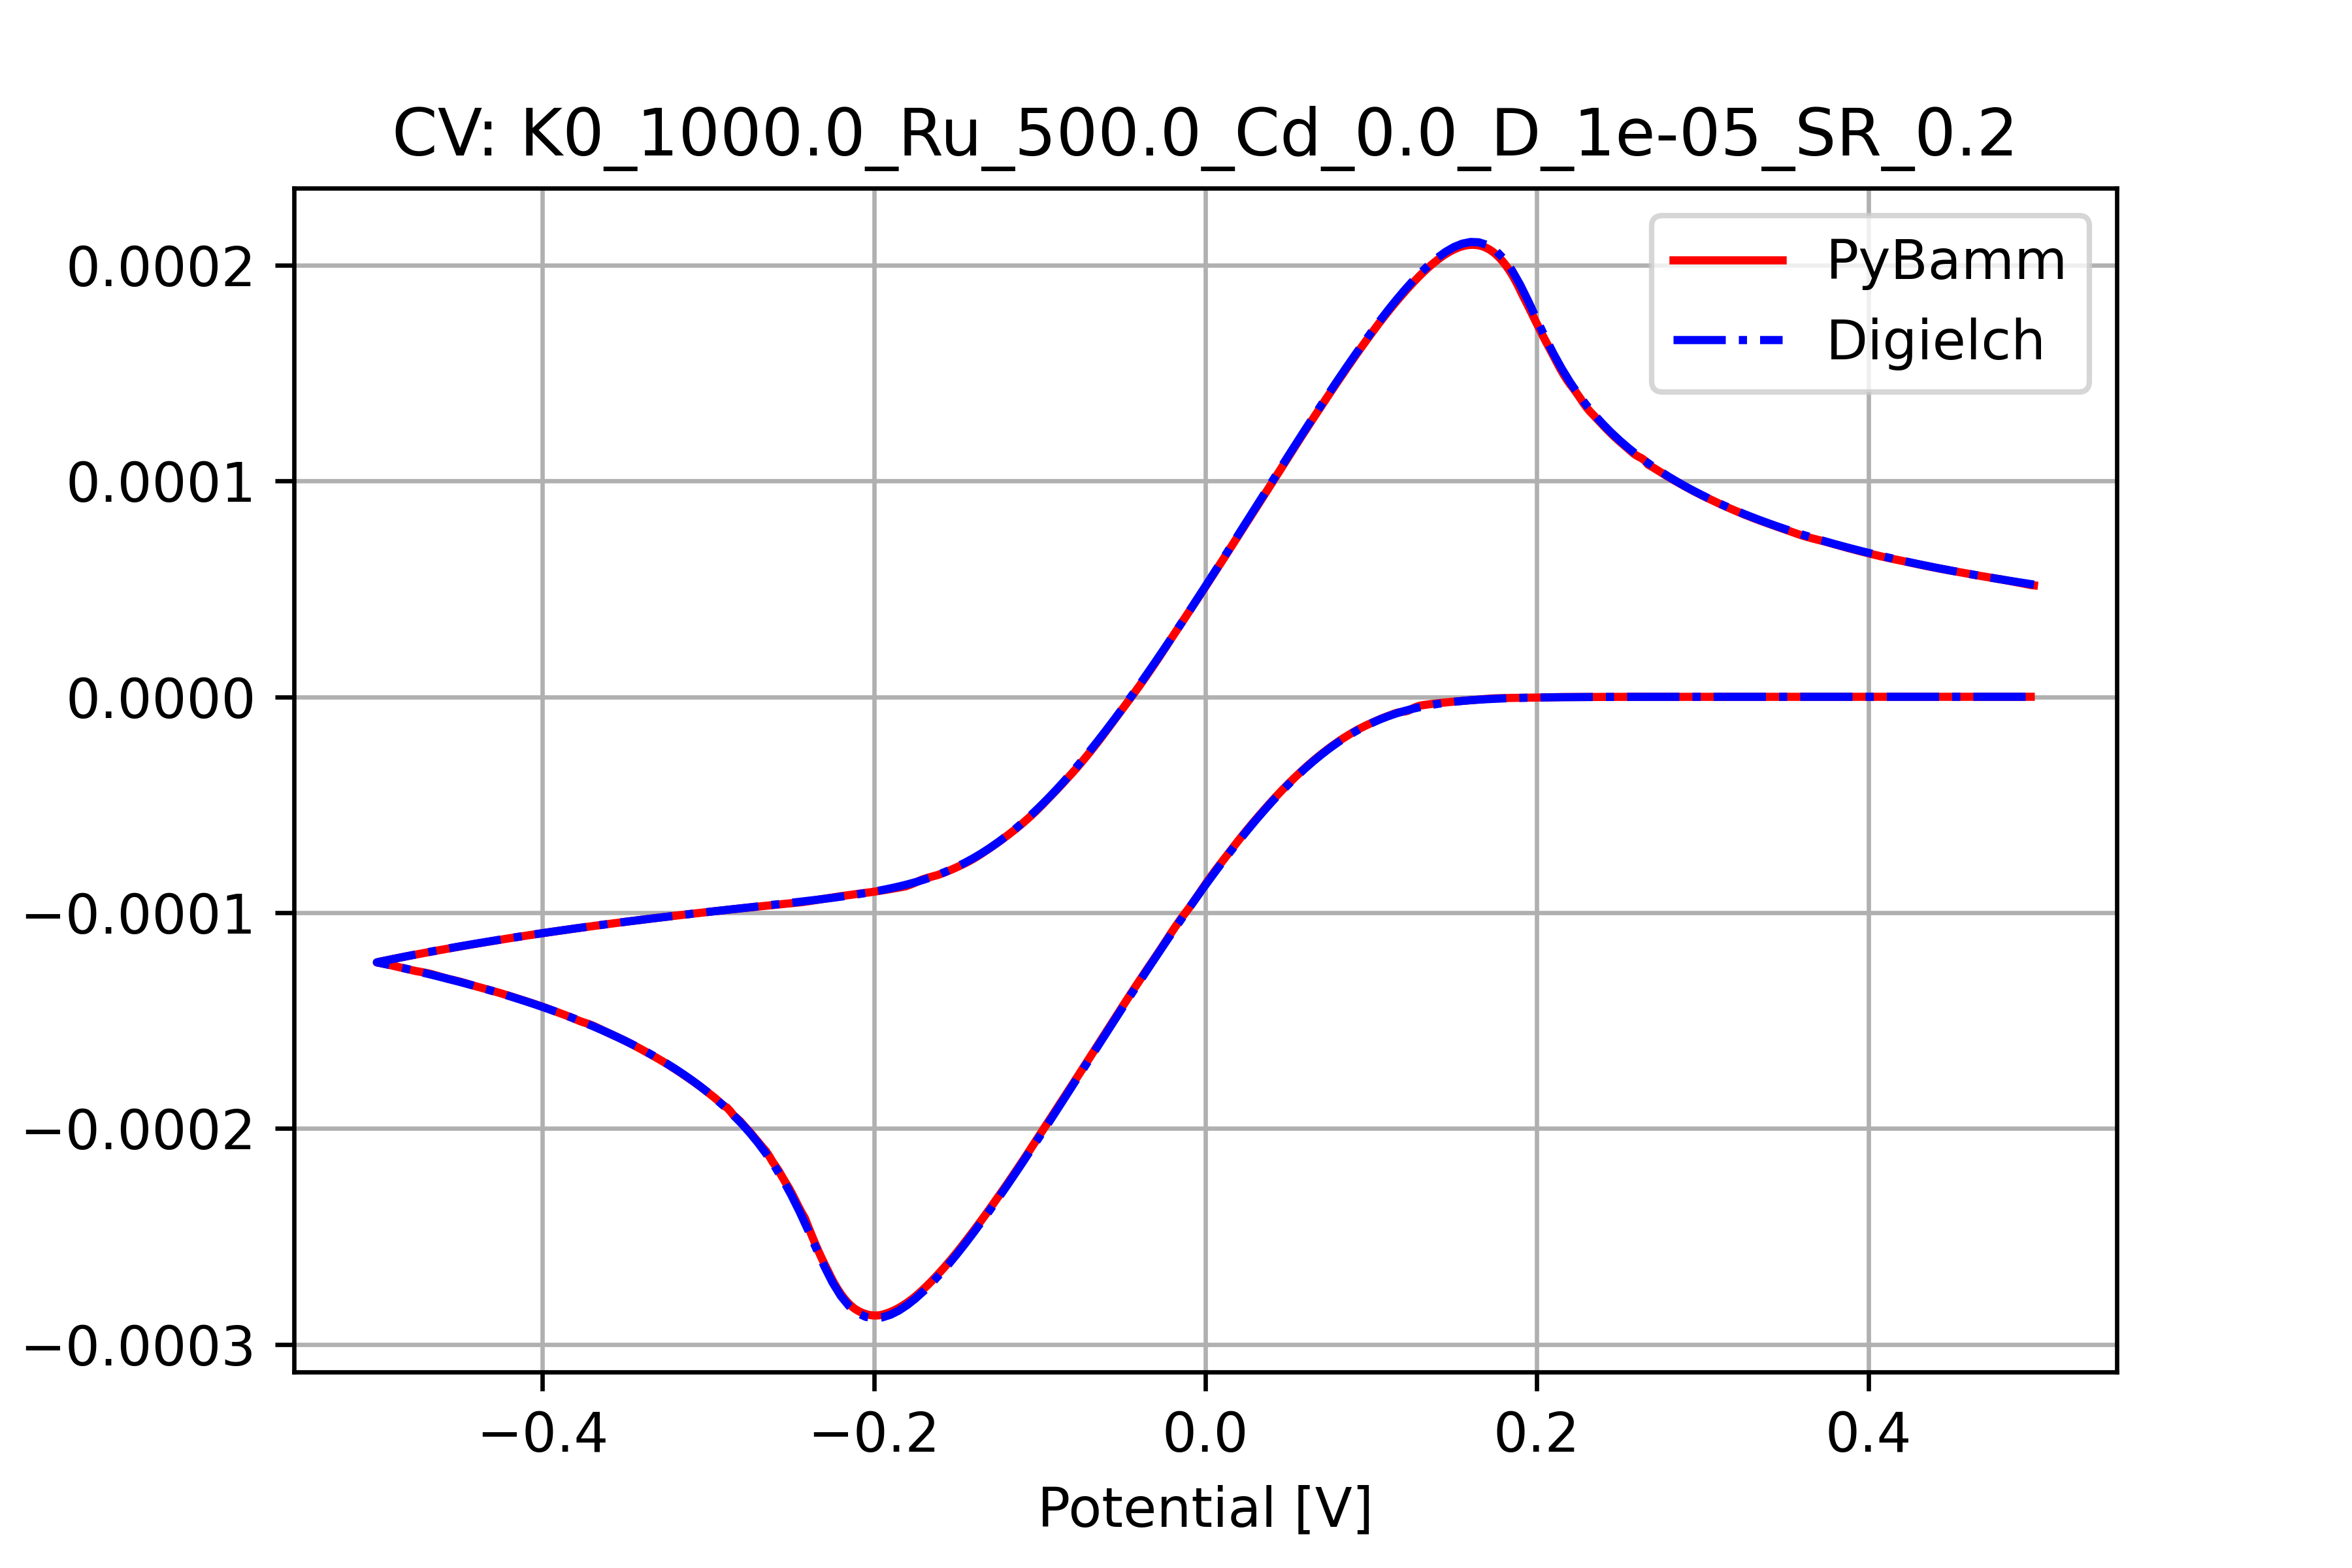 CV: K0_1000.0_Ru_500.0_Cd_0.0_D_1e-05_SR_0.2
PyBamm
Digielch
0.0002
0.0001
0.0000
−0.0001
−0.0002
−0.0003
−0.4 −0.2 0.0 0.2 0.4
Potential [V]